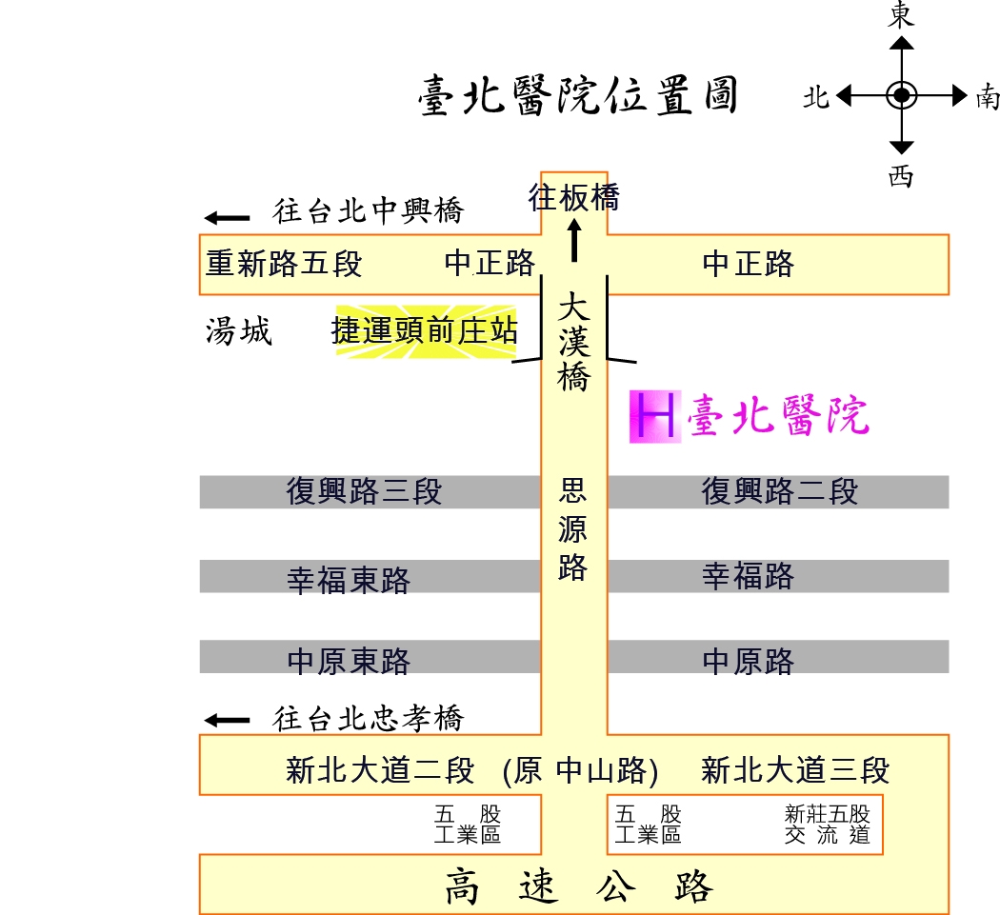 東
臺北醫院位置圖
北
南
西
往板橋
往台北中興橋
重新路五段 中正路 中正路
大漢橋
湯城 捷運頭前庄站
H臺北醫院
思源路
復興路三段 復興路二段
幸福東路 幸福路
中原東路 中原路
往台北忠孝橋
新北大道二段 (原 中山路) 新北大道三段
五 股
工業區
五 股
工業區
新莊五股
交 流 道
高 速 公 路